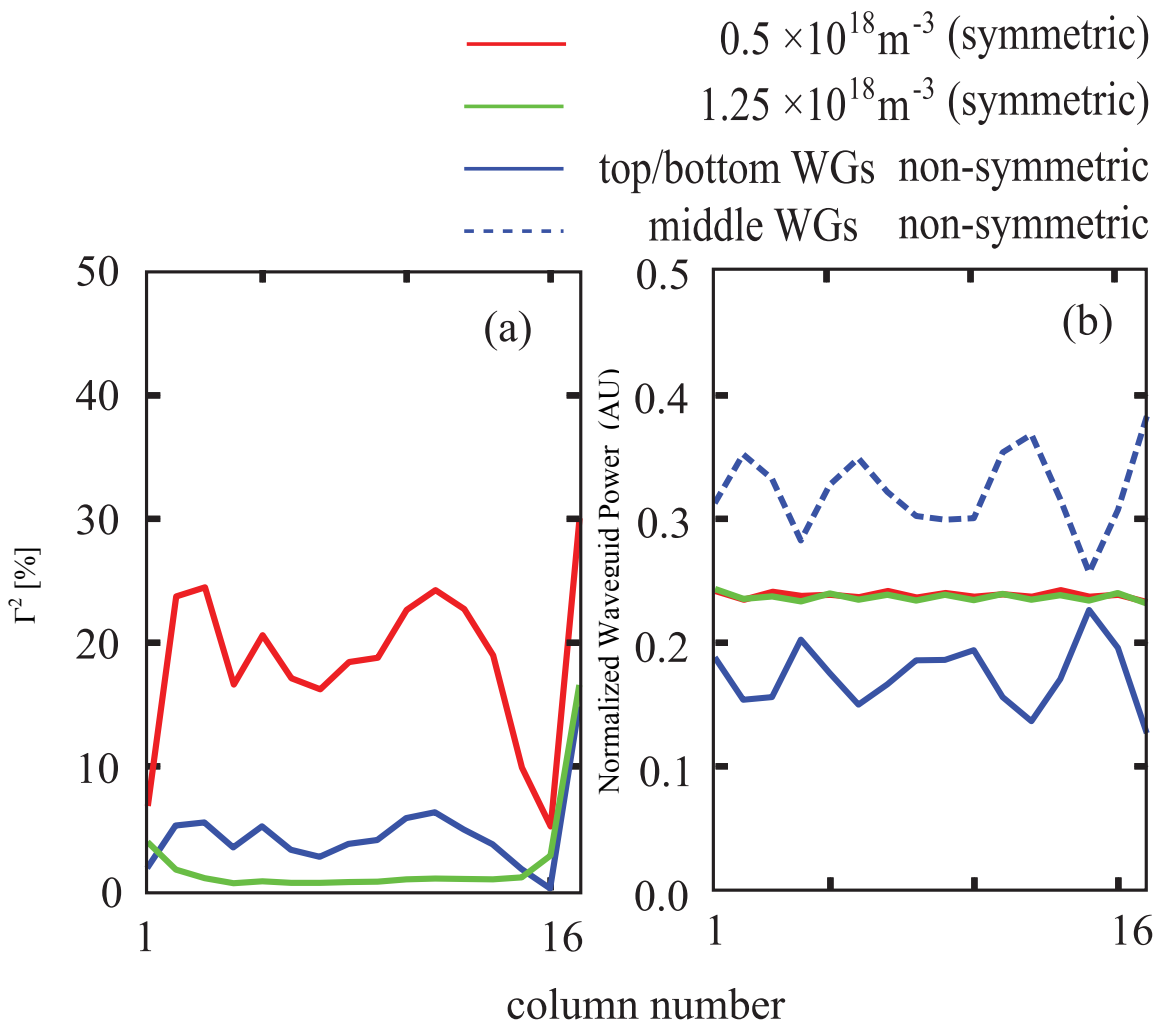 0.5 ×10¹⁸m⁻³ (symmetric)
1.25 ×10¹⁸m⁻³ (symmetric)
top/bottom WGs non-symmetric
middle WGs non-symmetric
(a)
50
40
30
20
10
0
Γ² [%]
1
16
(b)
0.5
0.4
0.3
0.2
0.1
0.0
Normalized Waveguid Power (AU)
1
16
column number